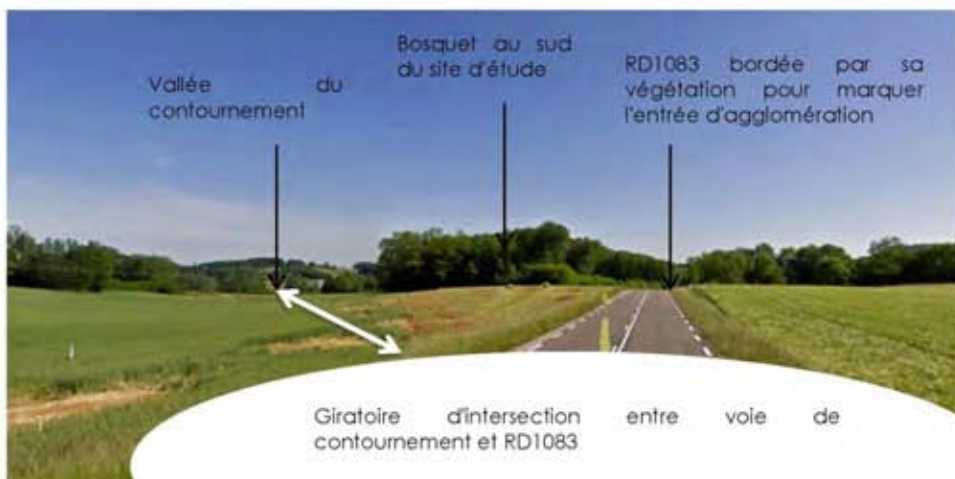 Vallée du
contournement
Bosquet au sud
du site d'étude
RD1083 bordée par sa
végétation pour marquer
l'entrée d'agglomération
Giratoire d'intersection entre voie de
contournement et RD1083